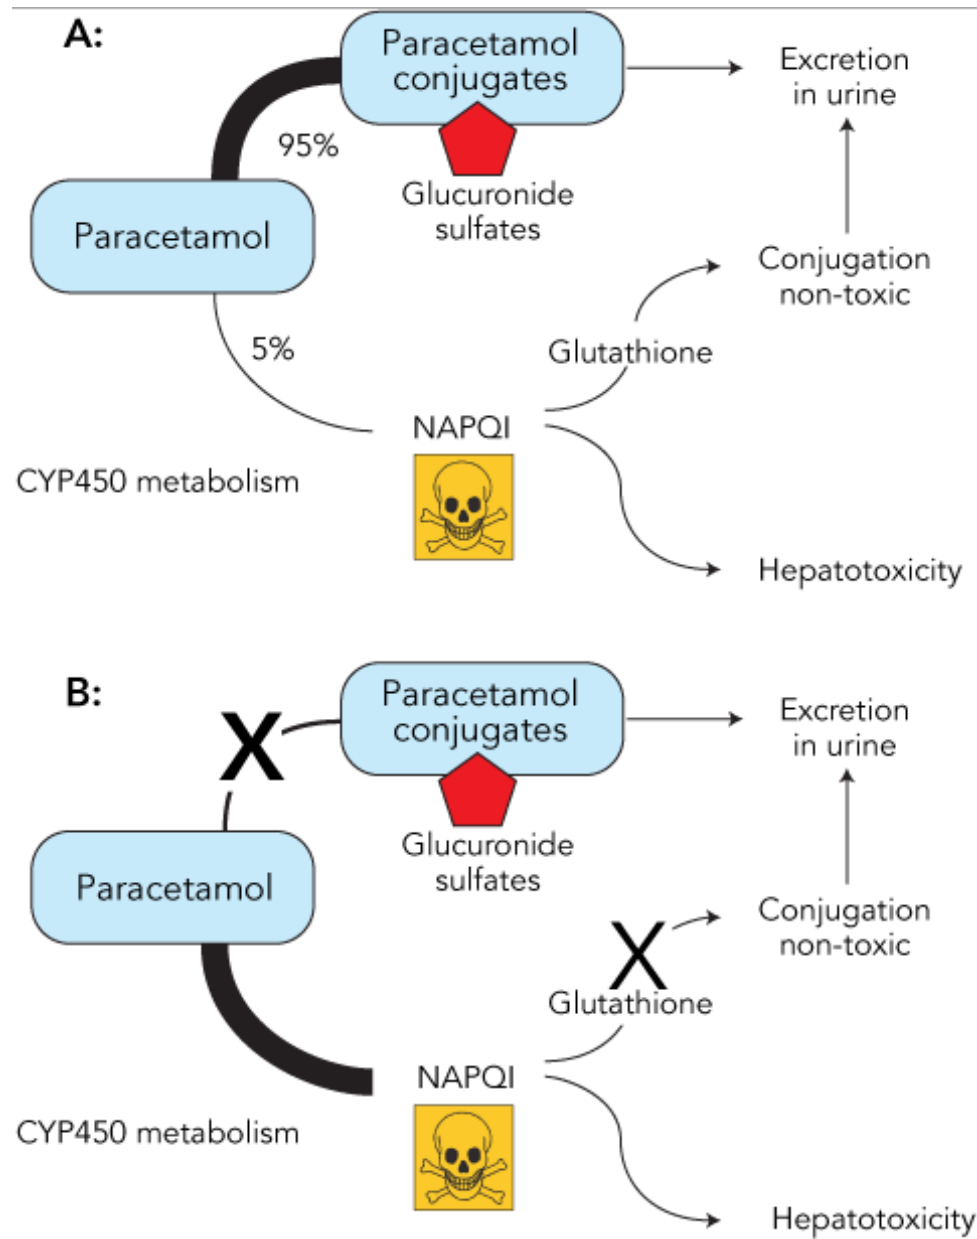 A:
Paracetamol
conjugates
Excretion
in urine
95%
Glucuronide
sulfates
Paracetamol
Conjugation
non-toxic
5%
Glutathione
NAPQI
CYP450 metabolism
Hepatotoxicity
B:
Paracetamol
conjugates
Excretion
in urine
X
Glucuronide
sulfates
Paracetamol
Conjugation
non-toxic
X
Glutathione
NAPQI
CYP450 metabolism
Hepatotoxicity